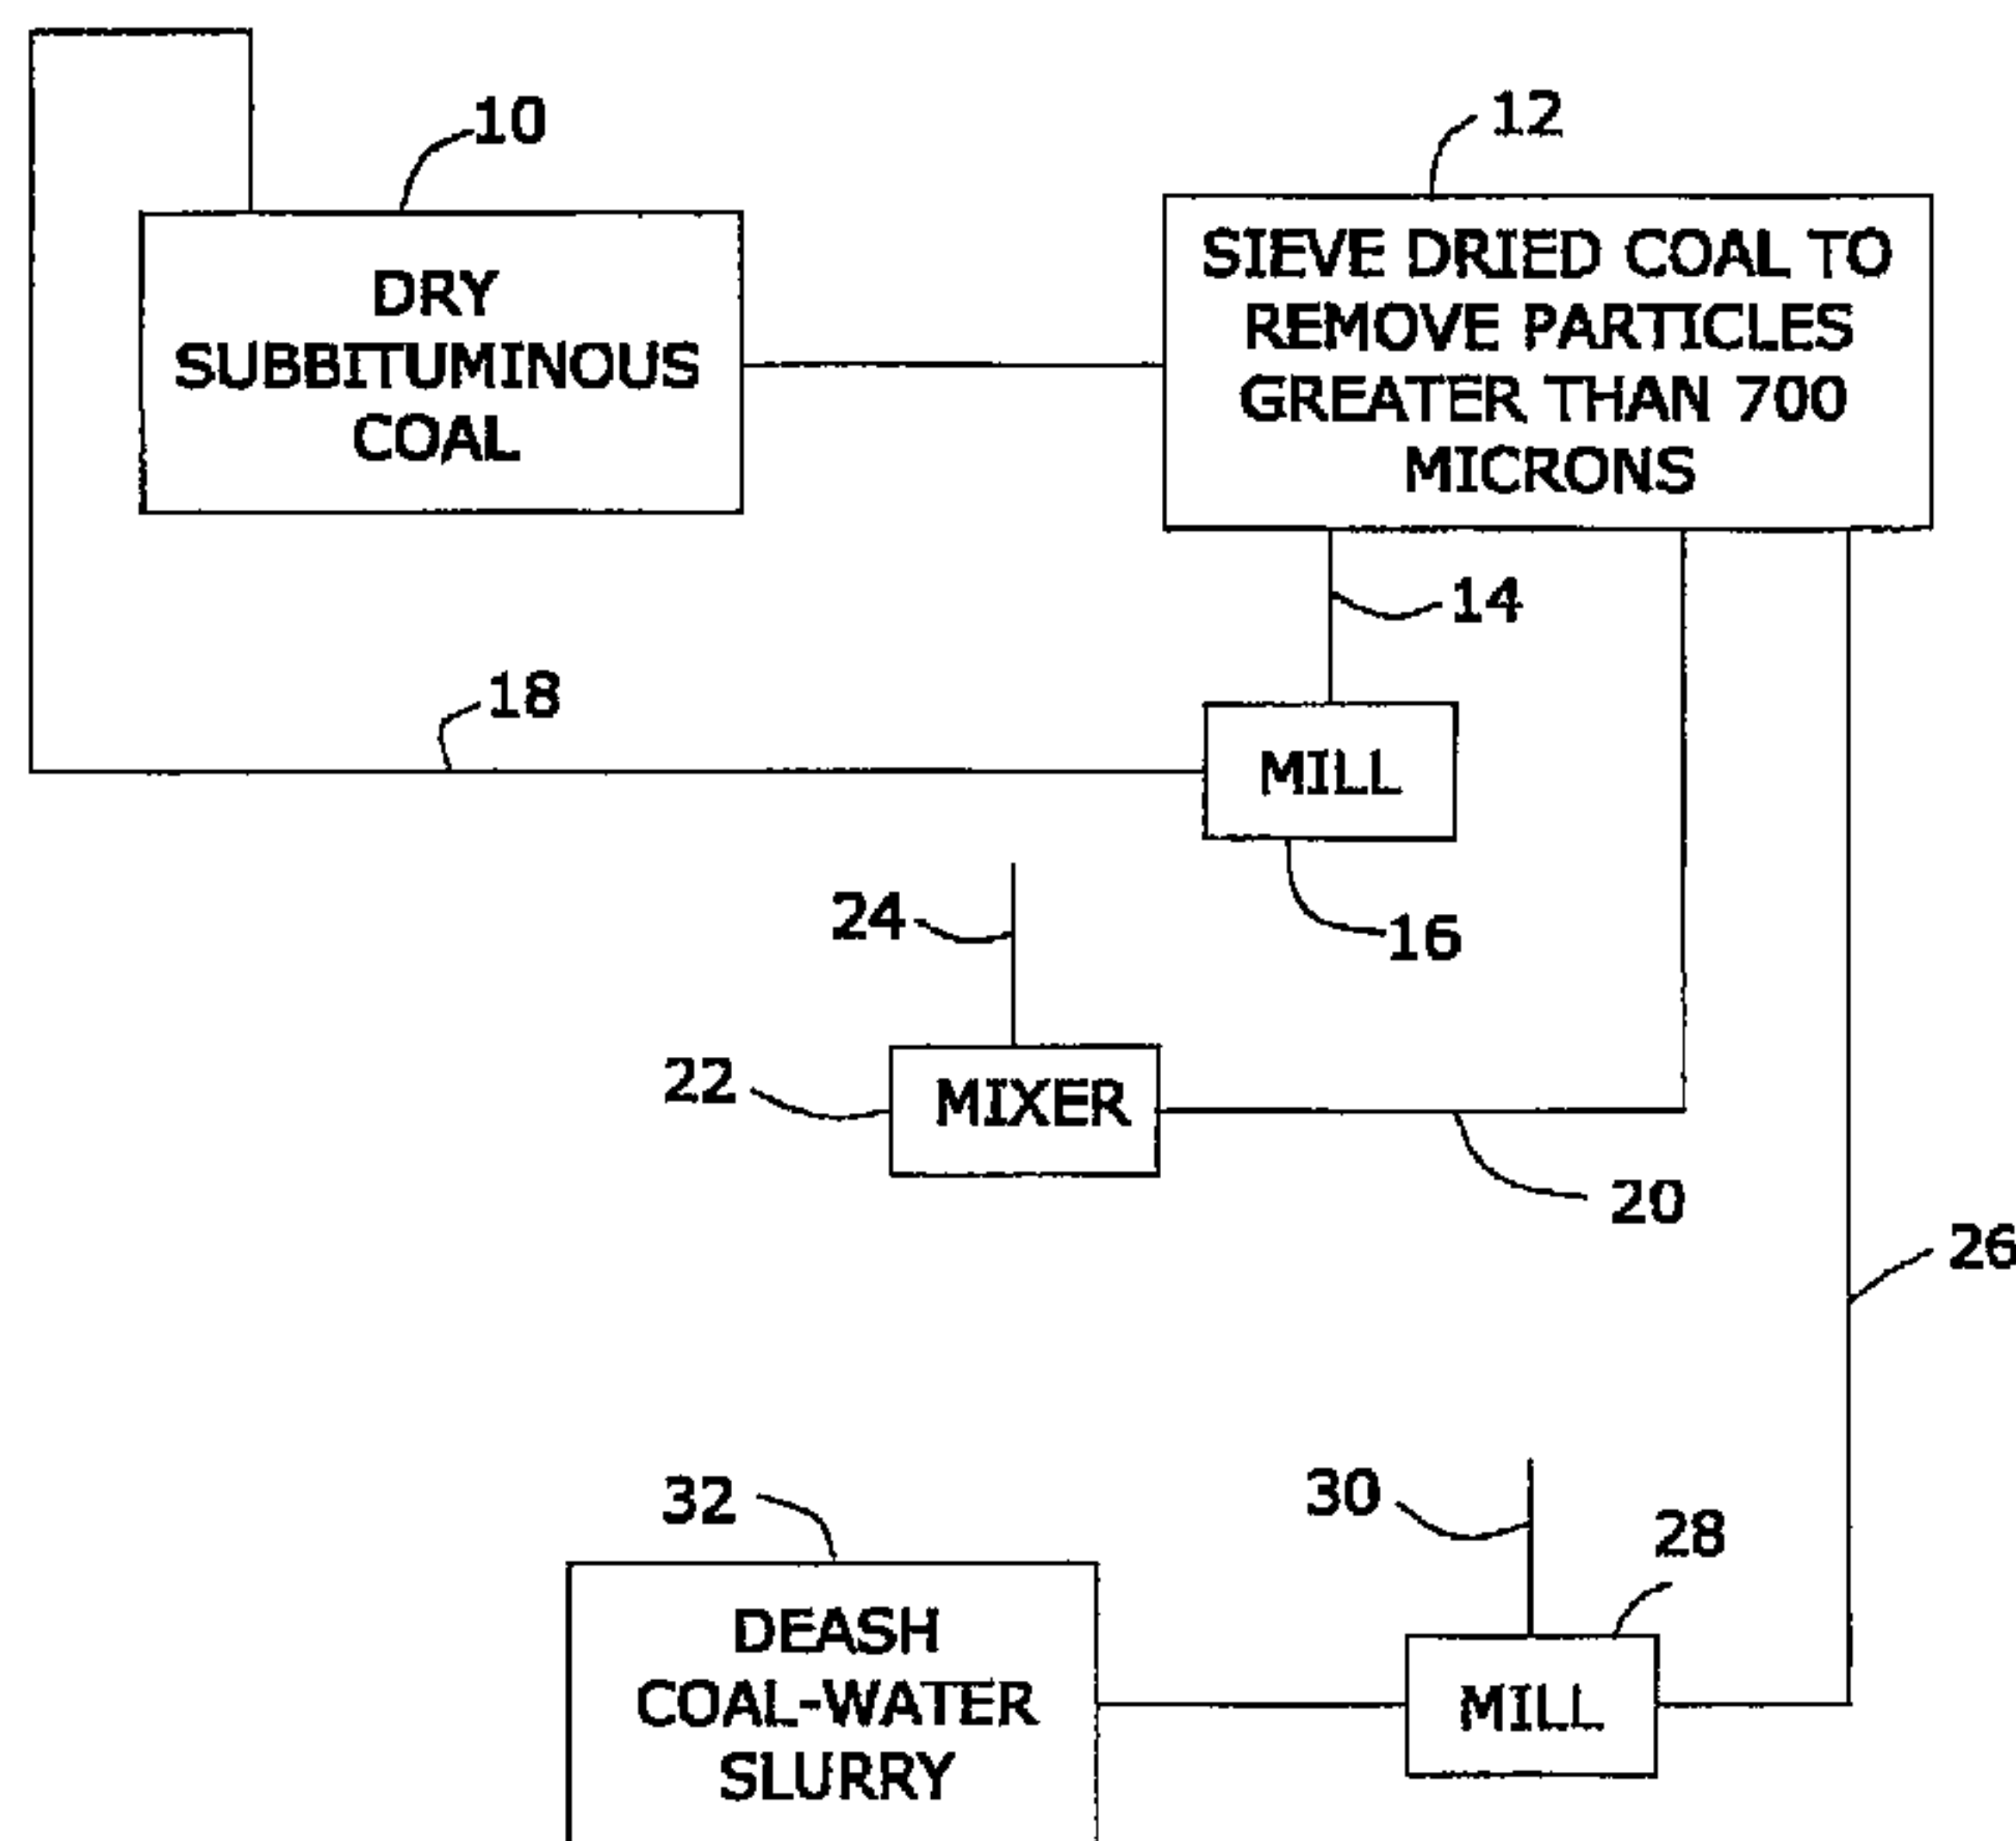 10
12
DRY
SUBBITUMINOUS
COAL
SIEVE DRIED COAL TO
REMOVE PARTICLES
GREATER THAN 700
MICRONS
14
18
MILL
24
16
22
MIXER
20
26
32
30
28
DEASH
COAL-WATER
SLURRY
MILL